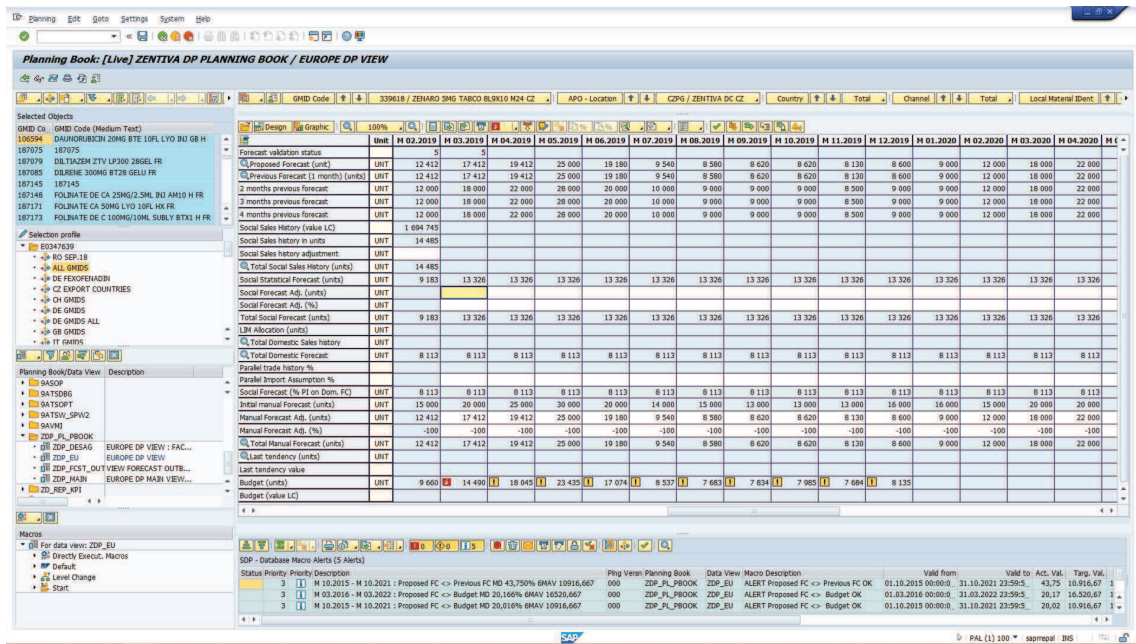 Planning Edit Goto Settings System Help
Planning Book: [Live] ZENTIVA DP PLANNING BOOK / EUROPE DP VIEW
GMID Code 339618 / ZENARO 5MG TABCO BL9X10 M24 CZ APO - Location CZPG / ZENTIVA DC CZ Country Total Channel Total Local Material IDent
Selected Objects
GMID Co GMID Code (Medium Text)
106594 DAUNORUBICIN 20MG BTE 10FL LYO INJ GB H
187075 187075
187079 DILTIAZEM ZTV LP300 28GEL FR
187085 DILRENE 300MG BT28 GELU FR
187145 187145
187148 FOLINATE DE CA 25MG/2.5ML INJ AM10 H FR
187171 FOLINATE CA 50MG LYO 10FL HX FR
187173 FOLINATE DE C 100MG/10ML SUBLY BTX1 H FR
Selection profile
E0347639
RO SEP.18
ALL GMIDS
DE FEXOFENADIN
CZ EXPORT COUNTRIES
CH GMIDS
DE GMIDS
DE GMIDS ALL
GB GMIDS
IT GMIDS
Planning Book/Data View Description
9ASOP
9ATSDBG
9ATSOPT
9ATSW_SPW2
9AVMI
ZDP_PL_PBOOK
ZDP_DESAG EUROPE DP VIEW : FAC...
ZDP_EU EUROPE DP VIEW
ZDP_FCST_OUT VIEW FORECAST OUTB...
ZDP_MAIN EUROPE DP MAIN VIEW...
ZD_REP_KPI
Macros
For data view: ZDP_EU
Directly Execut. Macros
Default
Level Change
Start
Design Graphic 100%
Unit M 02.2019 M 03.2019 M 04.2019 M 05.2019 M 06.2019 M 07.2019 M 08.2019 M 09.2019 M 10.2019 M 11.2019 M 12.2019 M 01.2020 M 02.2020 M 03.2020 M 04.2020 M
Forecast validation status 5 5
Proposed Forecast (unit) UNT 12 412 17 412 19 412 25 000 19 180 9 540 8 580 8 620 8 620 8 130 8 600 9 000 12 000 18 000 22 000
Previous Forecast (1 month) (units) UNT 12 412 17 412 19 412 25 000 19 180 9 540 8 580 8 620 8 620 8 130 8 600 9 000 12 000 18 000 22 000
2 months previous forecast UNT 12 000 18 000 22 000 28 000 20 000 10 000 9 000 9 000 9 000 8 500 9 000 9 000 12 000 18 000 22 000
3 months previous forecast UNT 12 000 18 000 22 000 28 000 20 000 10 000 9 000 9 000 9 000 8 500 9 000 9 000 12 000 18 000 22 000
4 months previous forecast UNT 12 000 18 000 22 000 28 000 20 000 10 000 9 000 9 000 9 000 8 500 9 000 9 000 12 000 18 000 22 000
Social Sales History (value LC) 1 694 745
Social Sales history in units UNT 14 485
Social Sales history adjustment UNT
Total Social Sales History (units) UNT 14 485
Social Statistical Forecast (units) UNT 9 183 13 326 13 326 13 326 13 326 13 326 13 326 13 326 13 326 13 326 13 326 13 326 13 326 13 326 13 326
Social Forecast Adj. (units) UNT
Social Forecast Adj. (%) UNT
Total Social Forecast (units) UNT 9 183 13 326 13 326 13 326 13 326 13 326 13 326 13 326 13 326 13 326 13 326 13 326 13 326 13 326 13 326
LIM Allocation (units) UNT
Total Domestic Sales history UNT
Total Domestic Forecast UNT 8 113 8 113 8 113 8 113 8 113 8 113 8 113 8 113 8 113 8 113 8 113 8 113 8 113 8 113 8 113
Parallel trade history %
Parallel Import Assumption %
Social Forecast (% PI on Dom. FC) UNT 8 113 8 113 8 113 8 113 8 113 8 113 8 113 8 113 8 113 8 113 8 113 8 113 8 113 8 113 8 113
Initial manual Forecast (units) UNT 15 000 20 000 25 000 30 000 20 000 14 000 15 000 13 000 13 000 13 000 16 000 16 000 15 000 20 000 20 000
Manual Forecast Adj. (units) UNT 12 412 17 412 19 412 25 000 19 180 9 540 8 580 8 620 8 620 8 130 8 600 9 000 12 000 18 000 22 000
Manual Forecast Adj. (%) -100 -100 -100 -100 -100 -100 -100 -100 -100 -100 -100 -100 -100 -100 -100
Total Manual Forecast (units) UNT 12 412 17 412 19 412 25 000 19 180 9 540 8 580 8 620 8 620 8 130 8 600 9 000 12 000 18 000 22 000
Last tendency (units) UNT
Last tendency value
Budget (units) UNT 9 660 14 490 18 045 23 435 17 074 8 537 7 683 7 834 7 985 7 684 8 135
Budget (value LC)
0 0 5
SDP - Database Macro Alerts (5 Alerts)
Status Priority Priority Description Plng Versn Planning Book Data View Macro Description Valid from Valid to Act. Val. Targ. Val.
3 M 10.2015 - M 10.2021 : Proposed FC <> Previous FC MD 43,750% 6MAV 10916,667 000 ZDP_PL_PBOOK ZDP_EU ALERT Proposed FC <> Previous FC OK 01.10.2015 00:00:0_ 31.10.2021 23:59:5_ 43,75 10.916,67 1
3 M 03.2016 - M 03.2022 : Proposed FC <> Budget MD 20,166% 6MAV 16520,667 000 ZDP_PL_PBOOK ZDP_EU ALERT Proposed FC <> Budget OK 01.03.2016 00:00:0_ 31.03.2022 23:59:5_ 20,17 16.520,67 1
3 M 10.2015 - M 10.2021 : Proposed FC <> Budget MD 20,016% 6MAV 10916,667 000 ZDP_PL_PBOOK ZDP_EU ALERT Proposed FC <> Budget OK 01.10.2015 00:00:0_ 31.10.2021 23:59:5_ 20,02 10.916,67 1
SAP
PAL (1) 100 sapmspal INS